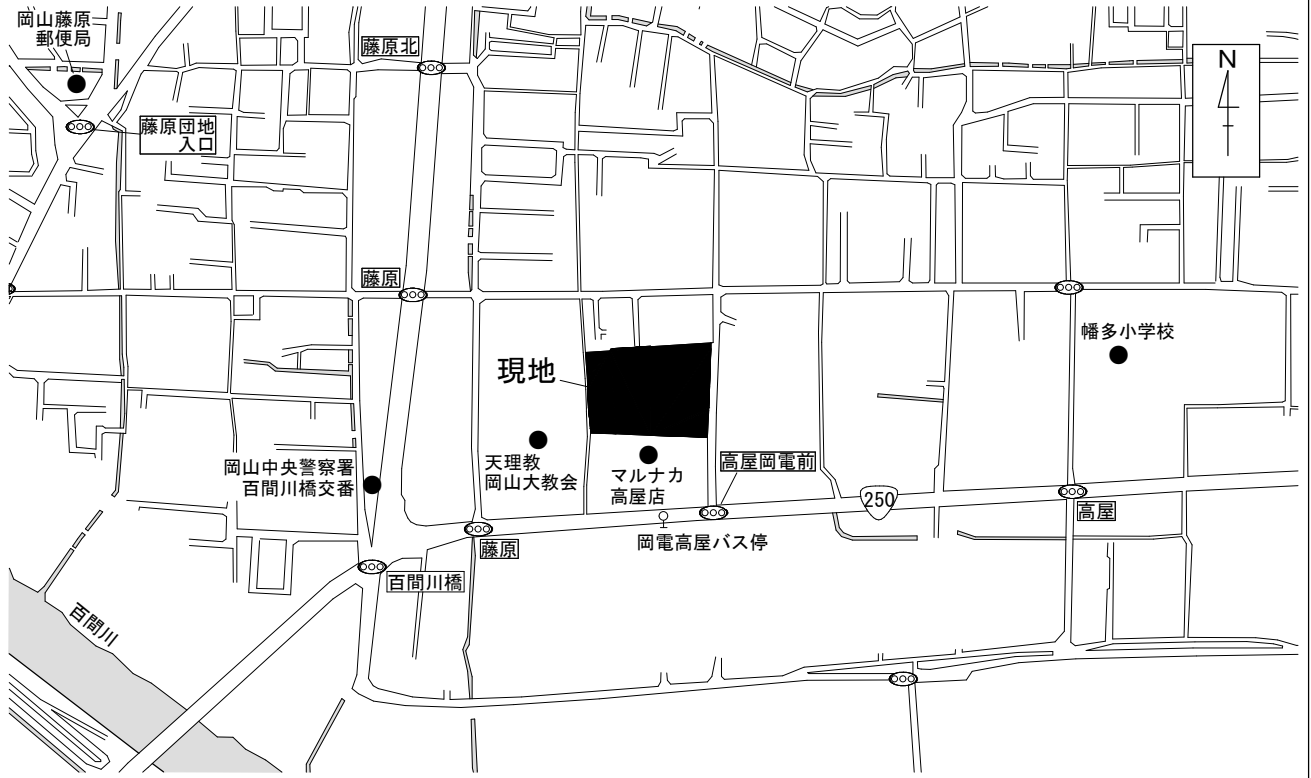 岡山藤原
郵便局
藤原北
N
藤原団地
入口
藤原
幡多小学校
現地
天理教
岡山大教会
マルナカ
高屋店
高屋岡電前
岡山中央警察署
百間川橋交番
250
高屋
藤原
岡電高屋バス停
百間川橋
百間川